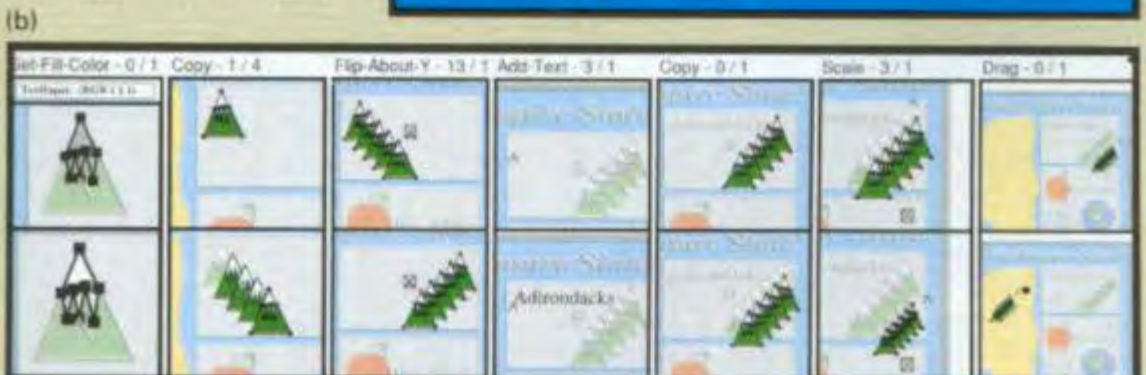 (b)
Set-Fill-Color - 0 / 1 Copy - 1 / 4 Flip-About-Y - 13 / 1 Add-Text - 3 / 1 Copy - 0 / 1 Scale - 3 / 1 Drag - 0 / 1
Adirondacks